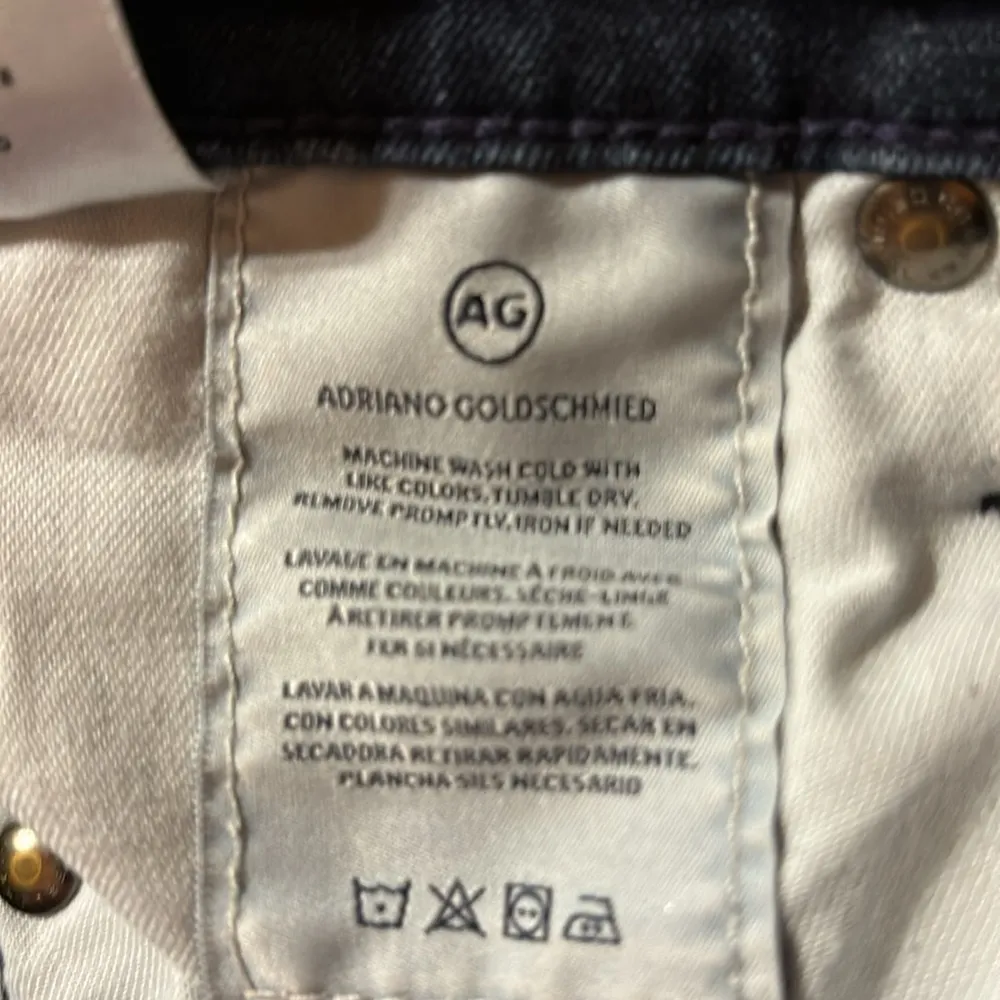 AG
ADRIANO GOLDSCHMIED
MACHINE WASH COLD WITH
LIKE COLORS. TUMBLE DRY.
REMOVE PROMPTLY. IRON IF NEEDED
LAVAGE EN MACHINE A FROID AVEC
COMME COULEURS. SÈCHE-LINGE
À RETIRER PROMPTEMENT
FER SI NÉCESSAIRE
LAVAR A MAQUINA CON AGUA FRIA.
CON COLORES SIMILARES. SECAR EN
SECADORA RETIRAR RAPIDAMENTE.
PLANCHA SI ES NECESARIO